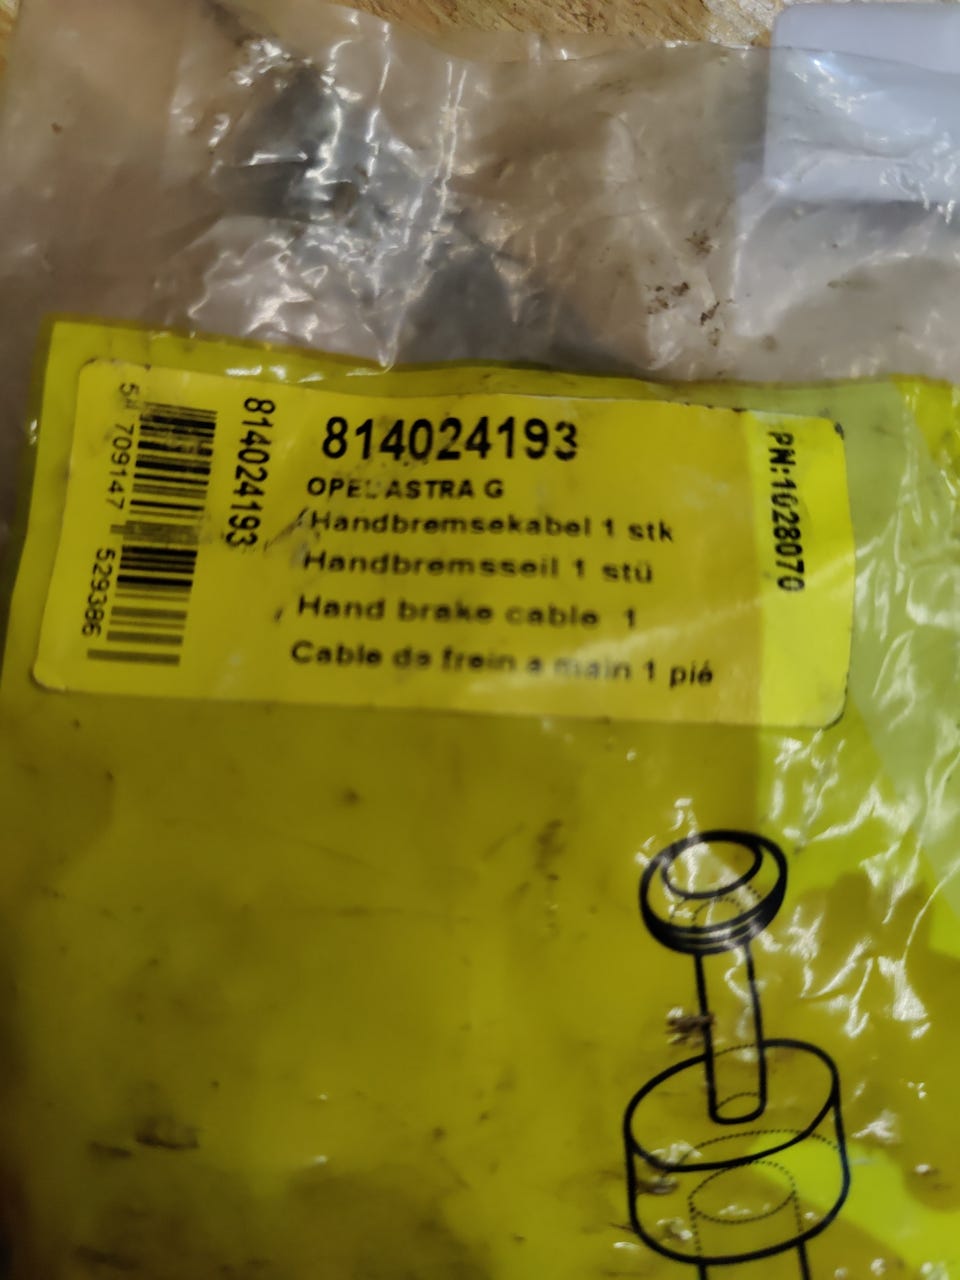 814024193
OPEL ASTRA G
Handbremsekabel 1 stk
Handbremsseil 1 stü
Hand brake cable 1
Cable de frein a main 1 pié
814024193
709147 529386
PN:1028070